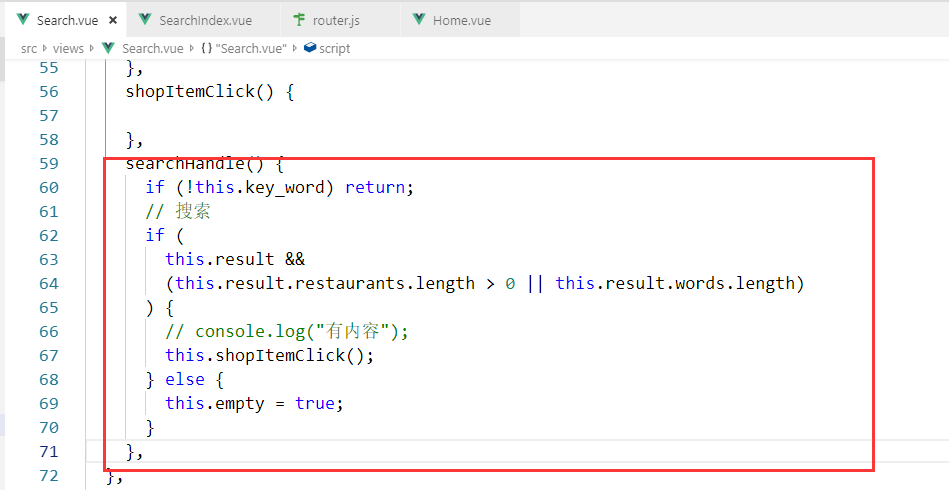 Search.vue × SearchIndex.vue router.js Home.vue
src views Search.vue {} "Search.vue" script
55 },
56 shopItemClick() {
57
58 },
59 searchHandle() {
60 if (!this.key_word) return;
61 // 搜索
62 if (
63 this.result &&
64 (this.result.restaurants.length > 0 || this.result.words.length)
65 ) {
66 // console.log("有内容");
67 this.shopItemClick();
68 } else {
69 this.empty = true;
70 }
71 },
72 },